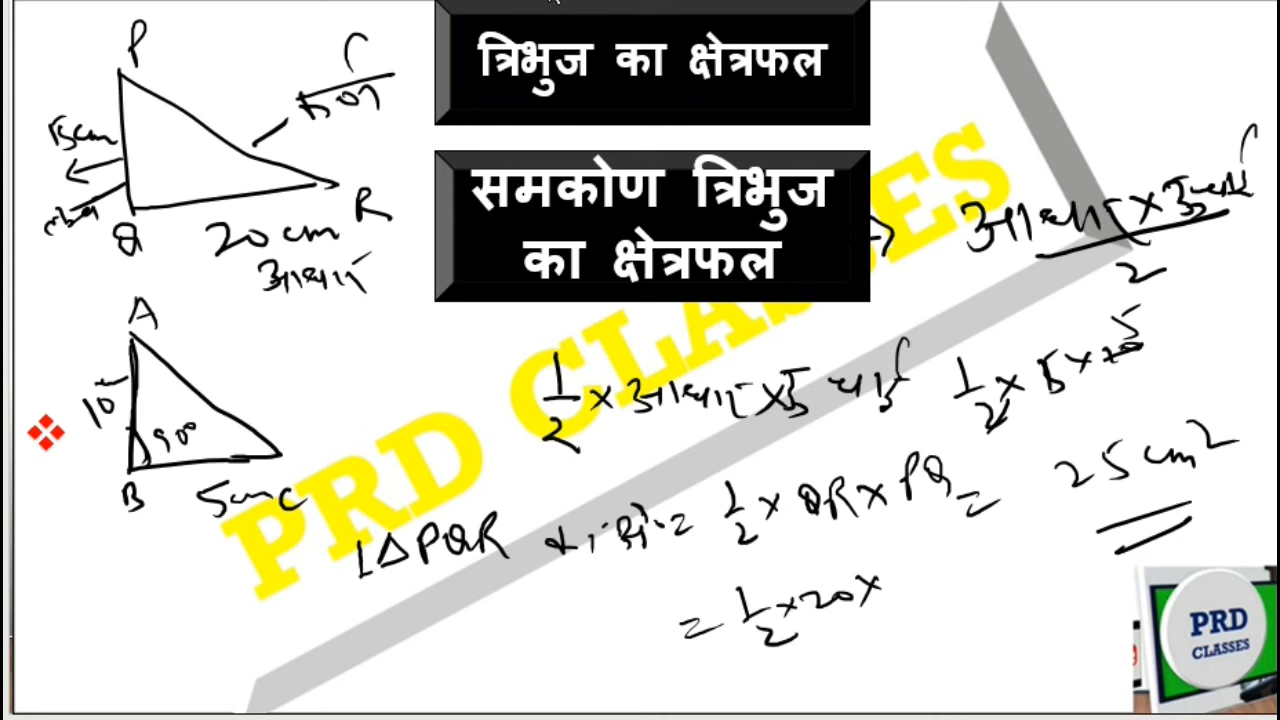 त्रिभुज का क्षेत्रफल
समकोण त्रिभुज
का क्षेत्रफल
P
15cm
Q
R
20 cm
आधार
A
10
90°
B
5cm C
आधार × ऊंचाई
2
1/2 × आधार × ऊंचाई
1/2 × 5 × 10 5
25 cm²
△PQR
= 1/2 × QR × PQ =
= 1/2 × 20 ×
PRD CLASSES
PRD
CLASSES